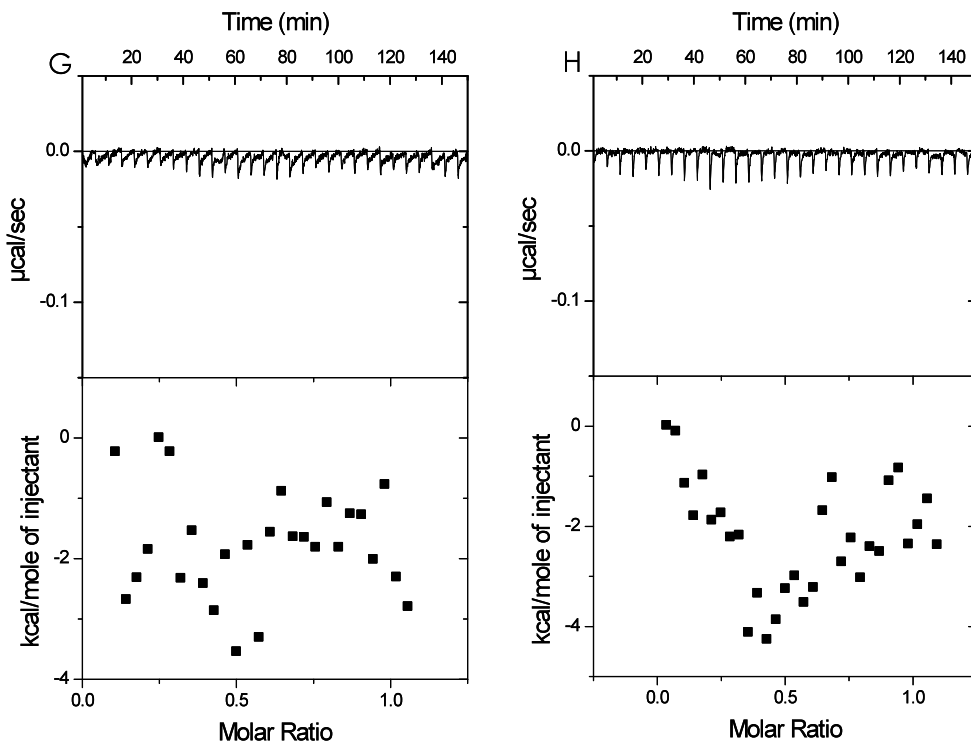 Time (min)
G 0 20 40 60 80 100 120 140
0.0
-0.1
µcal/sec
0
-2
-4
kcal/mole of injectant
0.0 0.5 1.0
Molar Ratio
Time (min)
H 20 40 60 80 100 120 140
0.0
-0.1
µcal/sec
0
-2
-4
kcal/mole of injectant
0.0 0.5 1.0
Molar Ratio